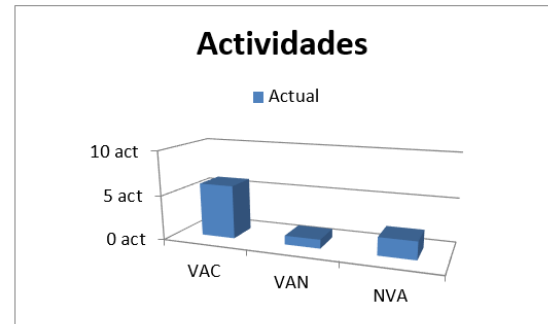 Actividades
Actual
10 act
5 act
0 act
VAC
VAN
NVA